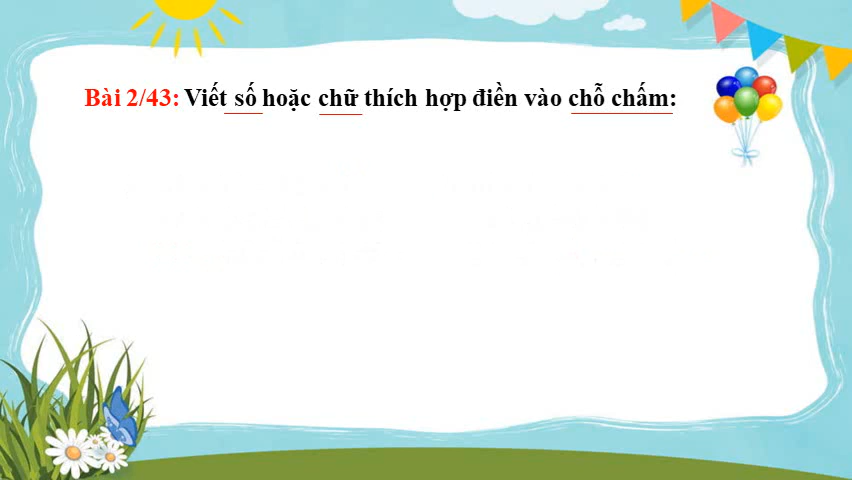 Bài 2/43: Viết số hoặc chữ thích hợp điền vào chỗ chấm: